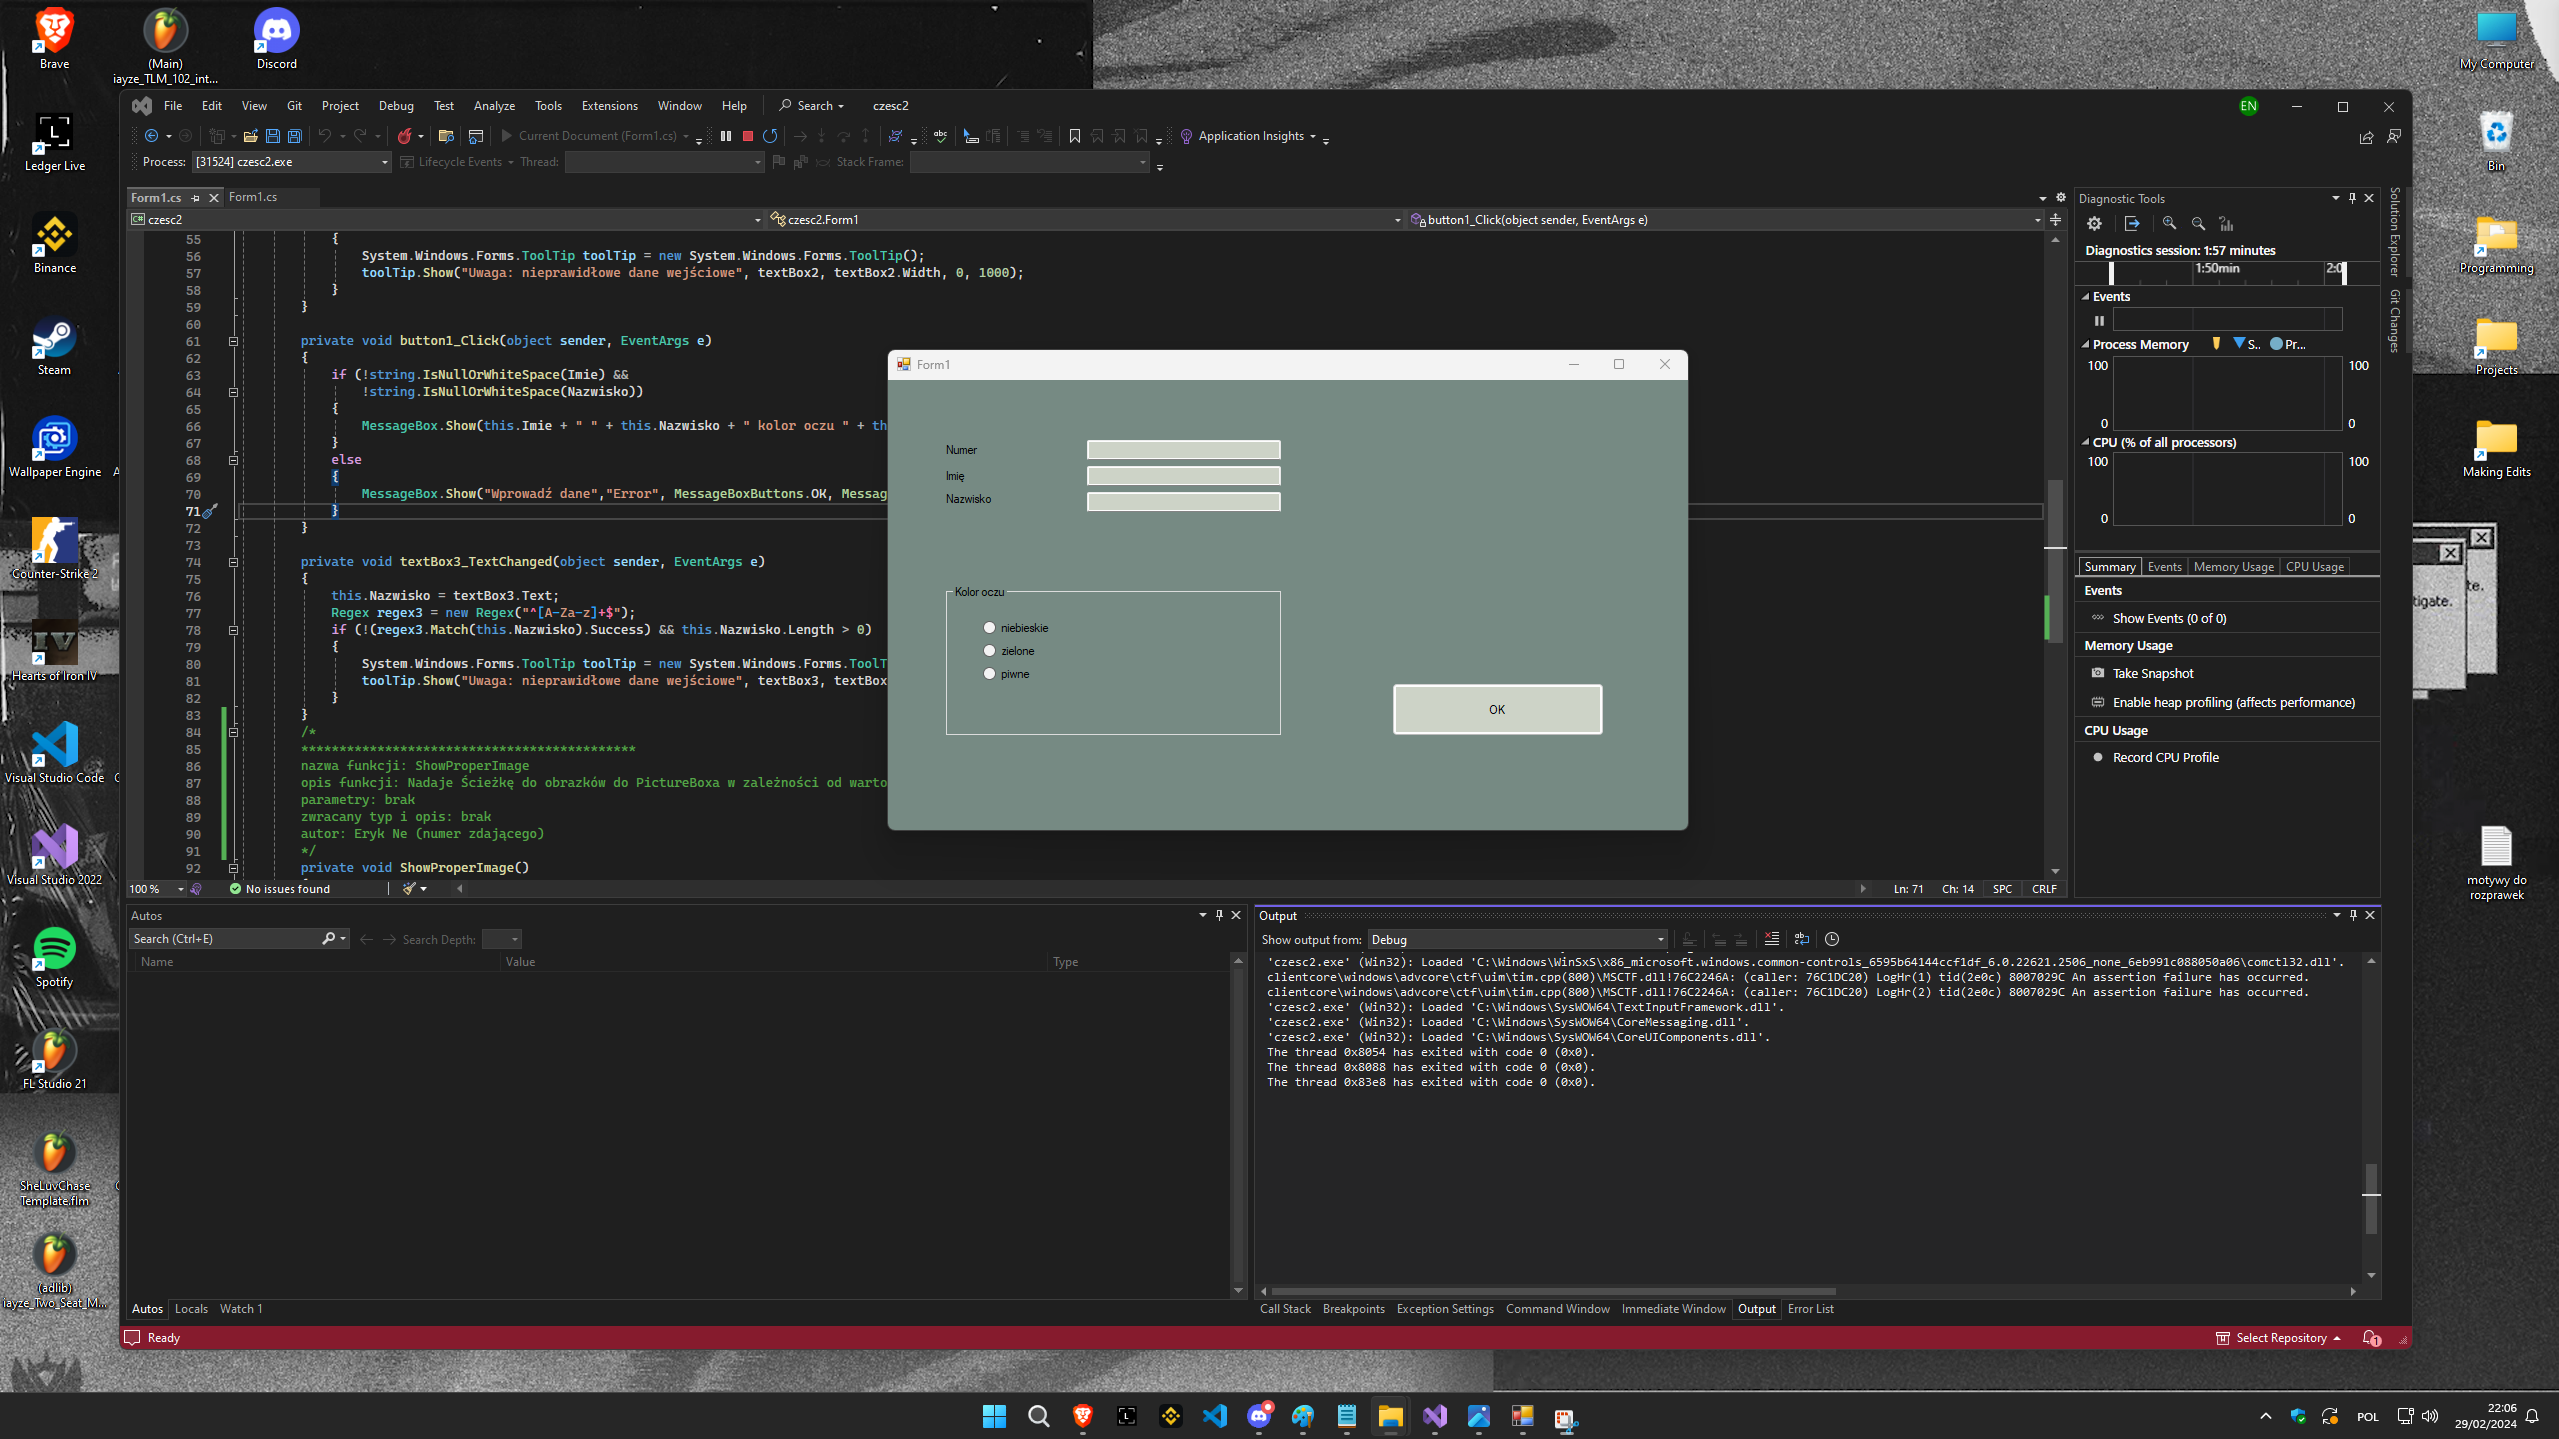 Brave
(Main)
iayze_TLM_102_int...
Discord
My Computer
File Edit View Git Project Debug Test Analyze Tools Extensions Window Help Search czesc2
EN
Current Document (Form1.cs)
Application Insights
Process: [31524] czesc2.exe Lifecycle Events Thread: Stack Frame:
Form1.cs Form1.cs
czesc2 czesc2.Form1 button1_Click(object sender, EventArgs e)
55 {
56 System.Windows.Forms.ToolTip toolTip = new System.Windows.Forms.ToolTip();
57 toolTip.Show("Uwaga: nieprawidłowe dane wejściowe", textBox2, textBox2.Width, 0, 1000);
58 }
59 }
60
61 private void button1_Click(object sender, EventArgs e)
62 {
63 if (!string.IsNullOrWhiteSpace(Imie) &&
64 !string.IsNullOrWhiteSpace(Nazwisko))
65 {
66 MessageBox.Show(this.Imie + " " + this.Nazwisko + " kolor oczu " + th
67 }
68 else
69 {
70 MessageBox.Show("Wprowadź dane","Error", MessageBoxButtons.OK, Messag
71 }
72 }
73
74 private void textBox3_TextChanged(object sender, EventArgs e)
75 {
76 this.Nazwisko = textBox3.Text;
77 Regex regex3 = new Regex("^[A-Za-z]+$");
78 if (!(regex3.Match(this.Nazwisko).Success) && this.Nazwisko.Length > 0)
79 {
80 System.Windows.Forms.ToolTip toolTip = new System.Windows.Forms.ToolT
81 toolTip.Show("Uwaga: nieprawidłowe dane wejściowe", textBox3, textBox
82 }
83 }
84 /*
85 ********************************************
86 nazwa funkcji: ShowProperImage
87 opis funkcji: Nadaje Ścieżkę do obrazków do PictureBoxa w zależności od warto
88 parametry: brak
89 zwracany typ i opis: brak
90 autor: Eryk Ne (numer zdającego)
91 */
92 private void ShowProperImage()
100 % No issues found Ln: 71 Ch: 14 SPC CRLF
Form1
Numer
Imię
Nazwisko
Kolor oczu
niebieskie
zielone
piwne
OK
Diagnostic Tools
Diagnostics session: 1:57 minutes
1:50min 2:0
Events
Process Memory S.. Pr...
100 100
0 0
CPU (% of all processors)
100 100
0 0
Summary Events Memory Usage CPU Usage
Events
Show Events (0 of 0)
Memory Usage
Take Snapshot
Enable heap profiling (affects performance)
CPU Usage
Record CPU Profile
Solution Explorer
Git Changes
Autos
Search (Ctrl+E) Search Depth:
Name Value Type
Autos Locals Watch 1
Output
Show output from: Debug
'czesc2.exe' (Win32): Loaded 'C:\Windows\WinSxS\x86_microsoft.windows.common-controls_6595b64144ccf1df_6.0.22621.2506_none_6eb991c088050a06\comctl32.dll'.
clientcore\windows\advcore\ctf\uim\tim.cpp(800)\MSCTF.dll!76C2246A: (caller: 76C1DC20) LogHr(1) tid(2e0c) 8007029C An assertion failure has occurred.
clientcore\windows\advcore\ctf\uim\tim.cpp(800)\MSCTF.dll!76C2246A: (caller: 76C1DC20) LogHr(2) tid(2e0c) 8007029C An assertion failure has occurred.
'czesc2.exe' (Win32): Loaded 'C:\Windows\SysWOW64\TextInputFramework.dll'.
'czesc2.exe' (Win32): Loaded 'C:\Windows\SysWOW64\CoreMessaging.dll'.
'czesc2.exe' (Win32): Loaded 'C:\Windows\SysWOW64\CoreUIComponents.dll'.
The thread 0x8054 has exited with code 0 (0x0).
The thread 0x8088 has exited with code 0 (0x0).
The thread 0x83e8 has exited with code 0 (0x0).
Call Stack Breakpoints Exception Settings Command Window Immediate Window Output Error List
Ready Select Repository 1
Ledger Live
Binance
Steam
Wallpaper Engine
Counter-Strike 2
Hearts of Iron IV
Visual Studio Code
Visual Studio 2022
Spotify
FL Studio 21
SheLuvChase
Template.flm
(adlib)
iayze_Two_Seat_M...
Bin
Programming
Projects
Making Edits
te.
tigate.
motywy do
rozprawek
POL
22:06
29/02/2024